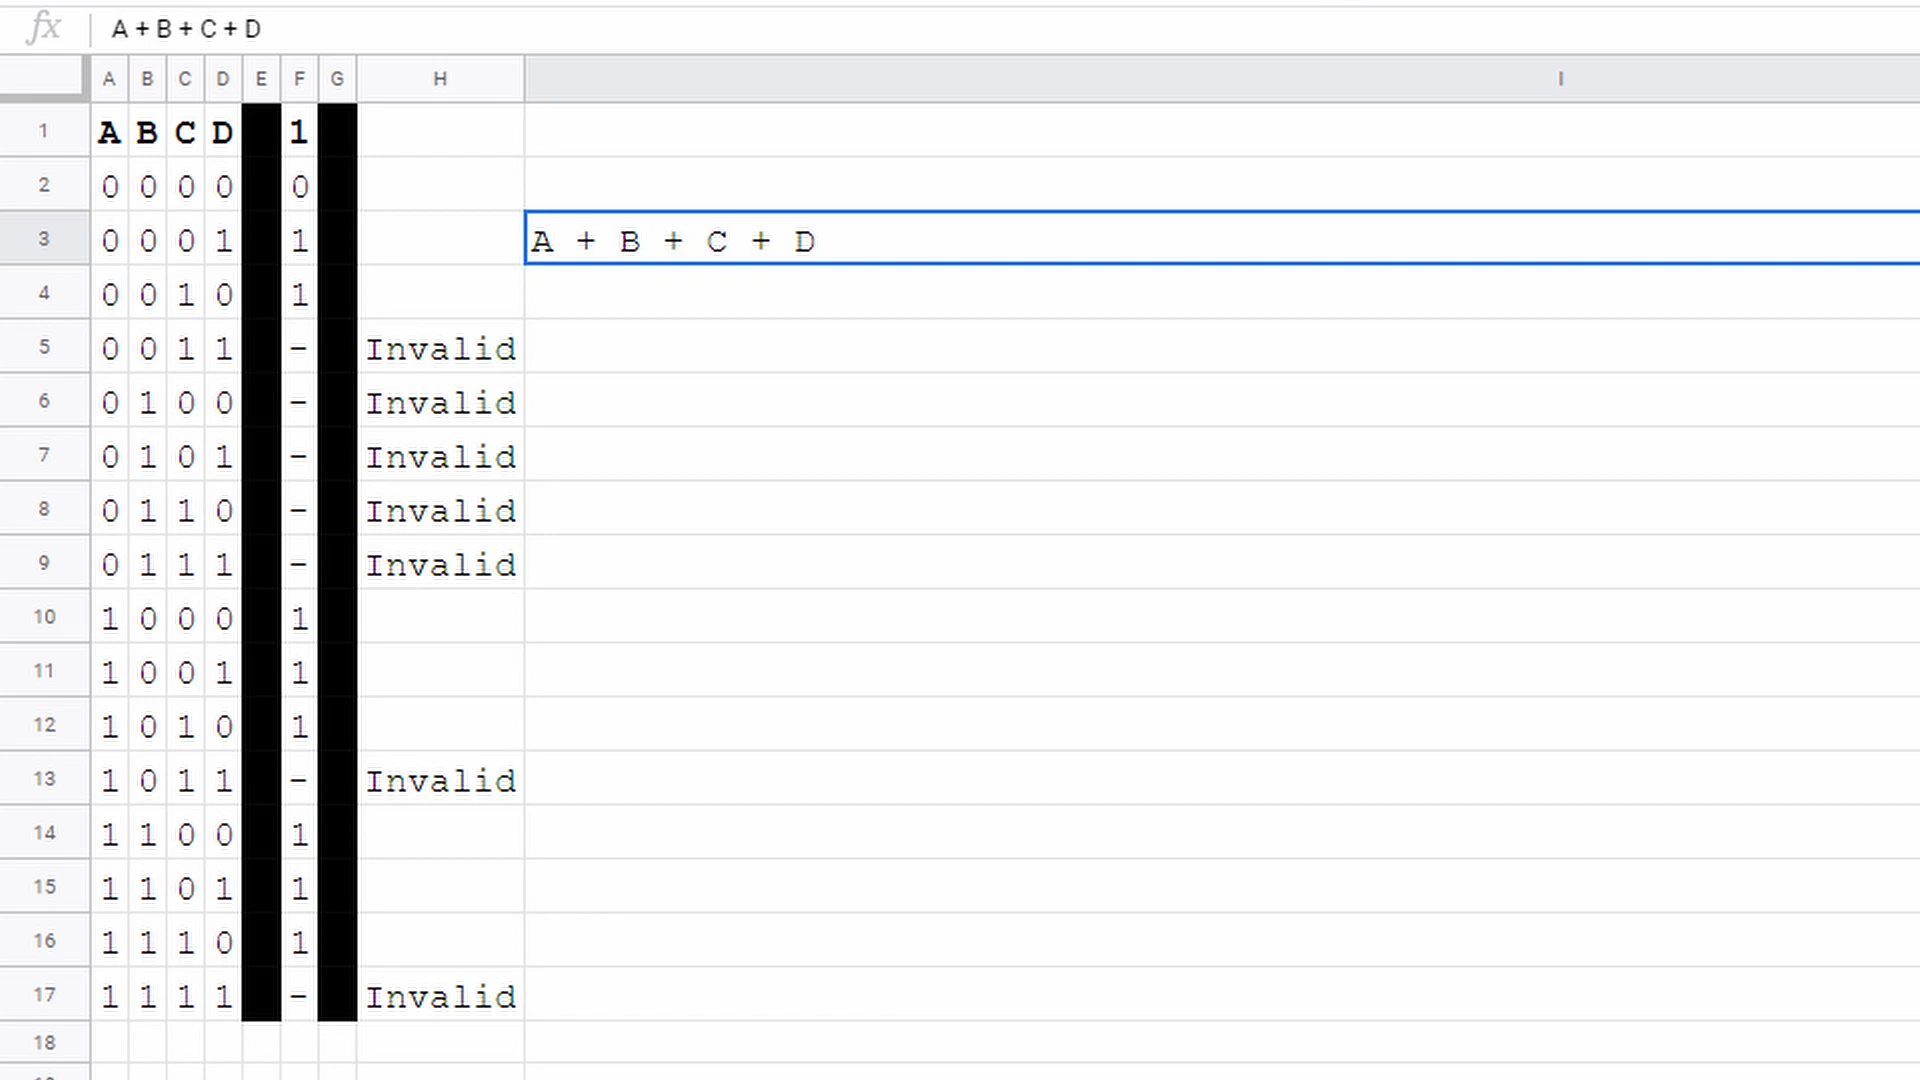 fx A + B + C + D
A B C D E F G H I
1 A B C D 1
2 0 0 0 0 0
3 0 0 0 1 1 A + B + C + D
4 0 0 1 0 1
5 0 0 1 1 - Invalid
6 0 1 0 0 - Invalid
7 0 1 0 1 - Invalid
8 0 1 1 0 - Invalid
9 0 1 1 1 - Invalid
10 1 0 0 0 1
11 1 0 0 1 1
12 1 0 1 0 1
13 1 0 1 1 - Invalid
14 1 1 0 0 1
15 1 1 0 1 1
16 1 1 1 0 1
17 1 1 1 1 - Invalid
18